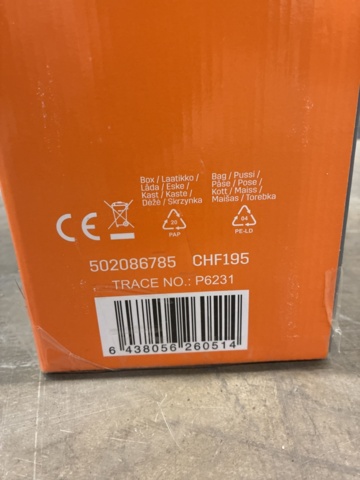 Box / Laatikko /
Låda / Eske /
Kast / Kaste /
Dėžė / Skrzynka
Bag / Pussi /
Påse / Pose /
Kott / Maiss /
Maišas / Torebka
CE
20
PAP
04
PE-LD
502086785 CHF195
TRACE NO.: P6231
6 438056 260514